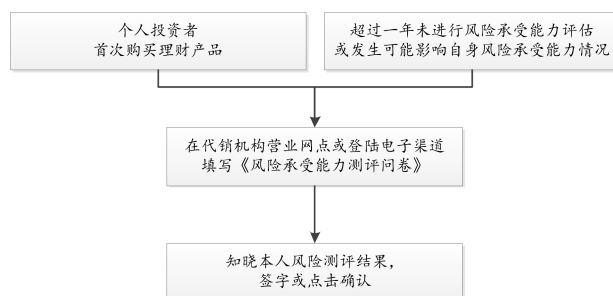 个人投资者
首次购买理财产品
超过一年未进行风险承受能力评估
或发生可能影响自身风险承受能力情况
在代销机构营业网点或登陆电子渠道
填写《风险承受能力测评问卷》
知晓本人风险测评结果，
签字或点击确认